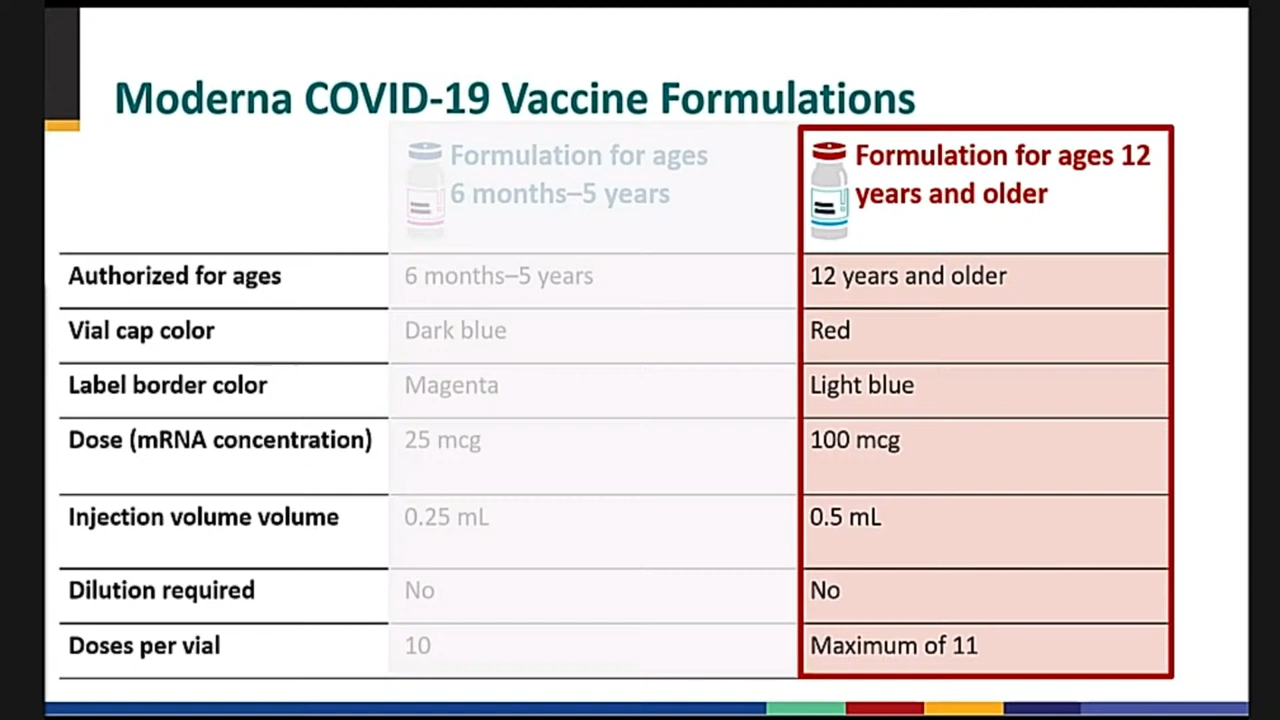 Moderna COVID-19 Vaccine Formulations
Formulation for ages
6 months–5 years
Formulation for ages 12
years and older
Authorized for ages
6 months–5 years
12 years and older
Vial cap color
Dark blue
Red
Label border color
Magenta
Light blue
Dose (mRNA concentration)
25 mcg
100 mcg
Injection volume volume
0.25 mL
0.5 mL
Dilution required
No
No
Doses per vial
10
Maximum of 11